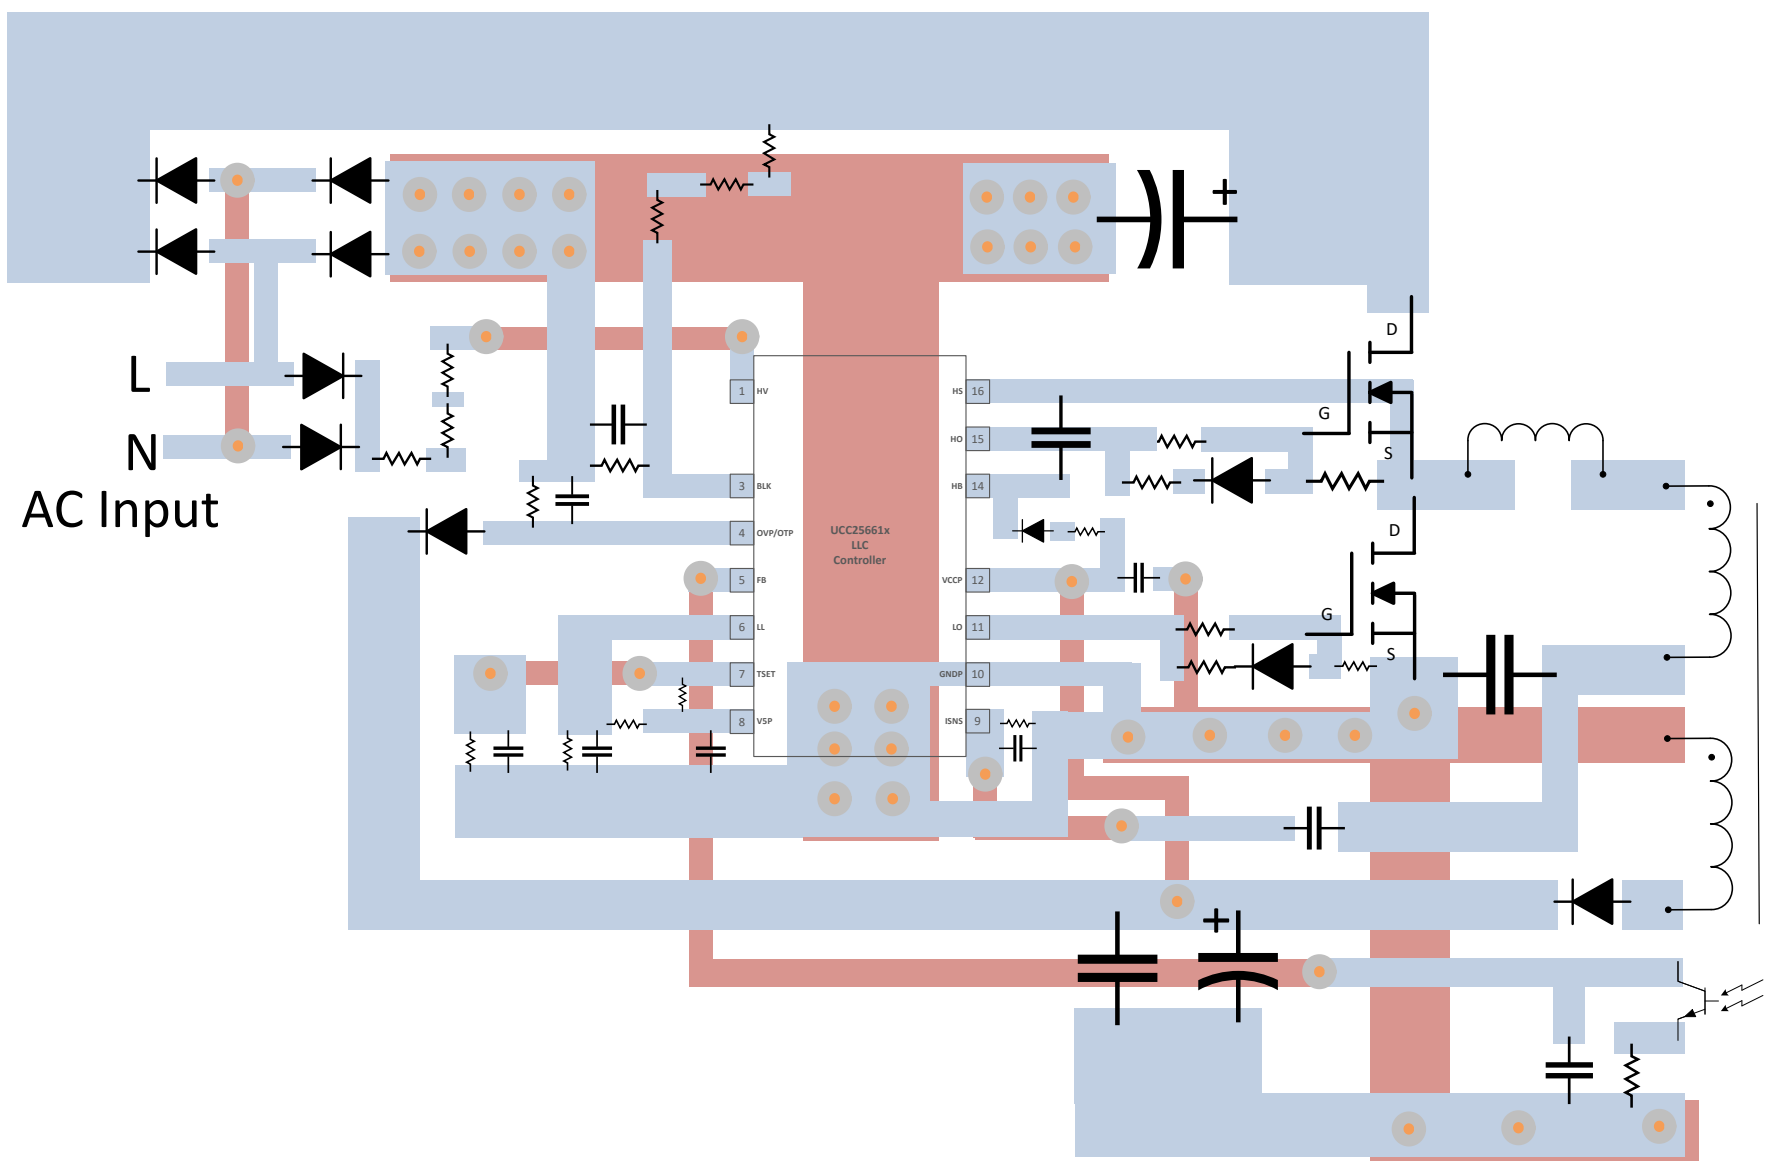 +
D
L
1
HV
HS
16
G
HO
15
N
S
3
BLK
HB
14
AC Input
4
OVP/OTP
UCC25661x
LLC
Controller
D
5
FB
VCCP
12
6
LL
LO
11
G
S
7
TSET
GNDP
10
8
V5P
ISNS
9
+